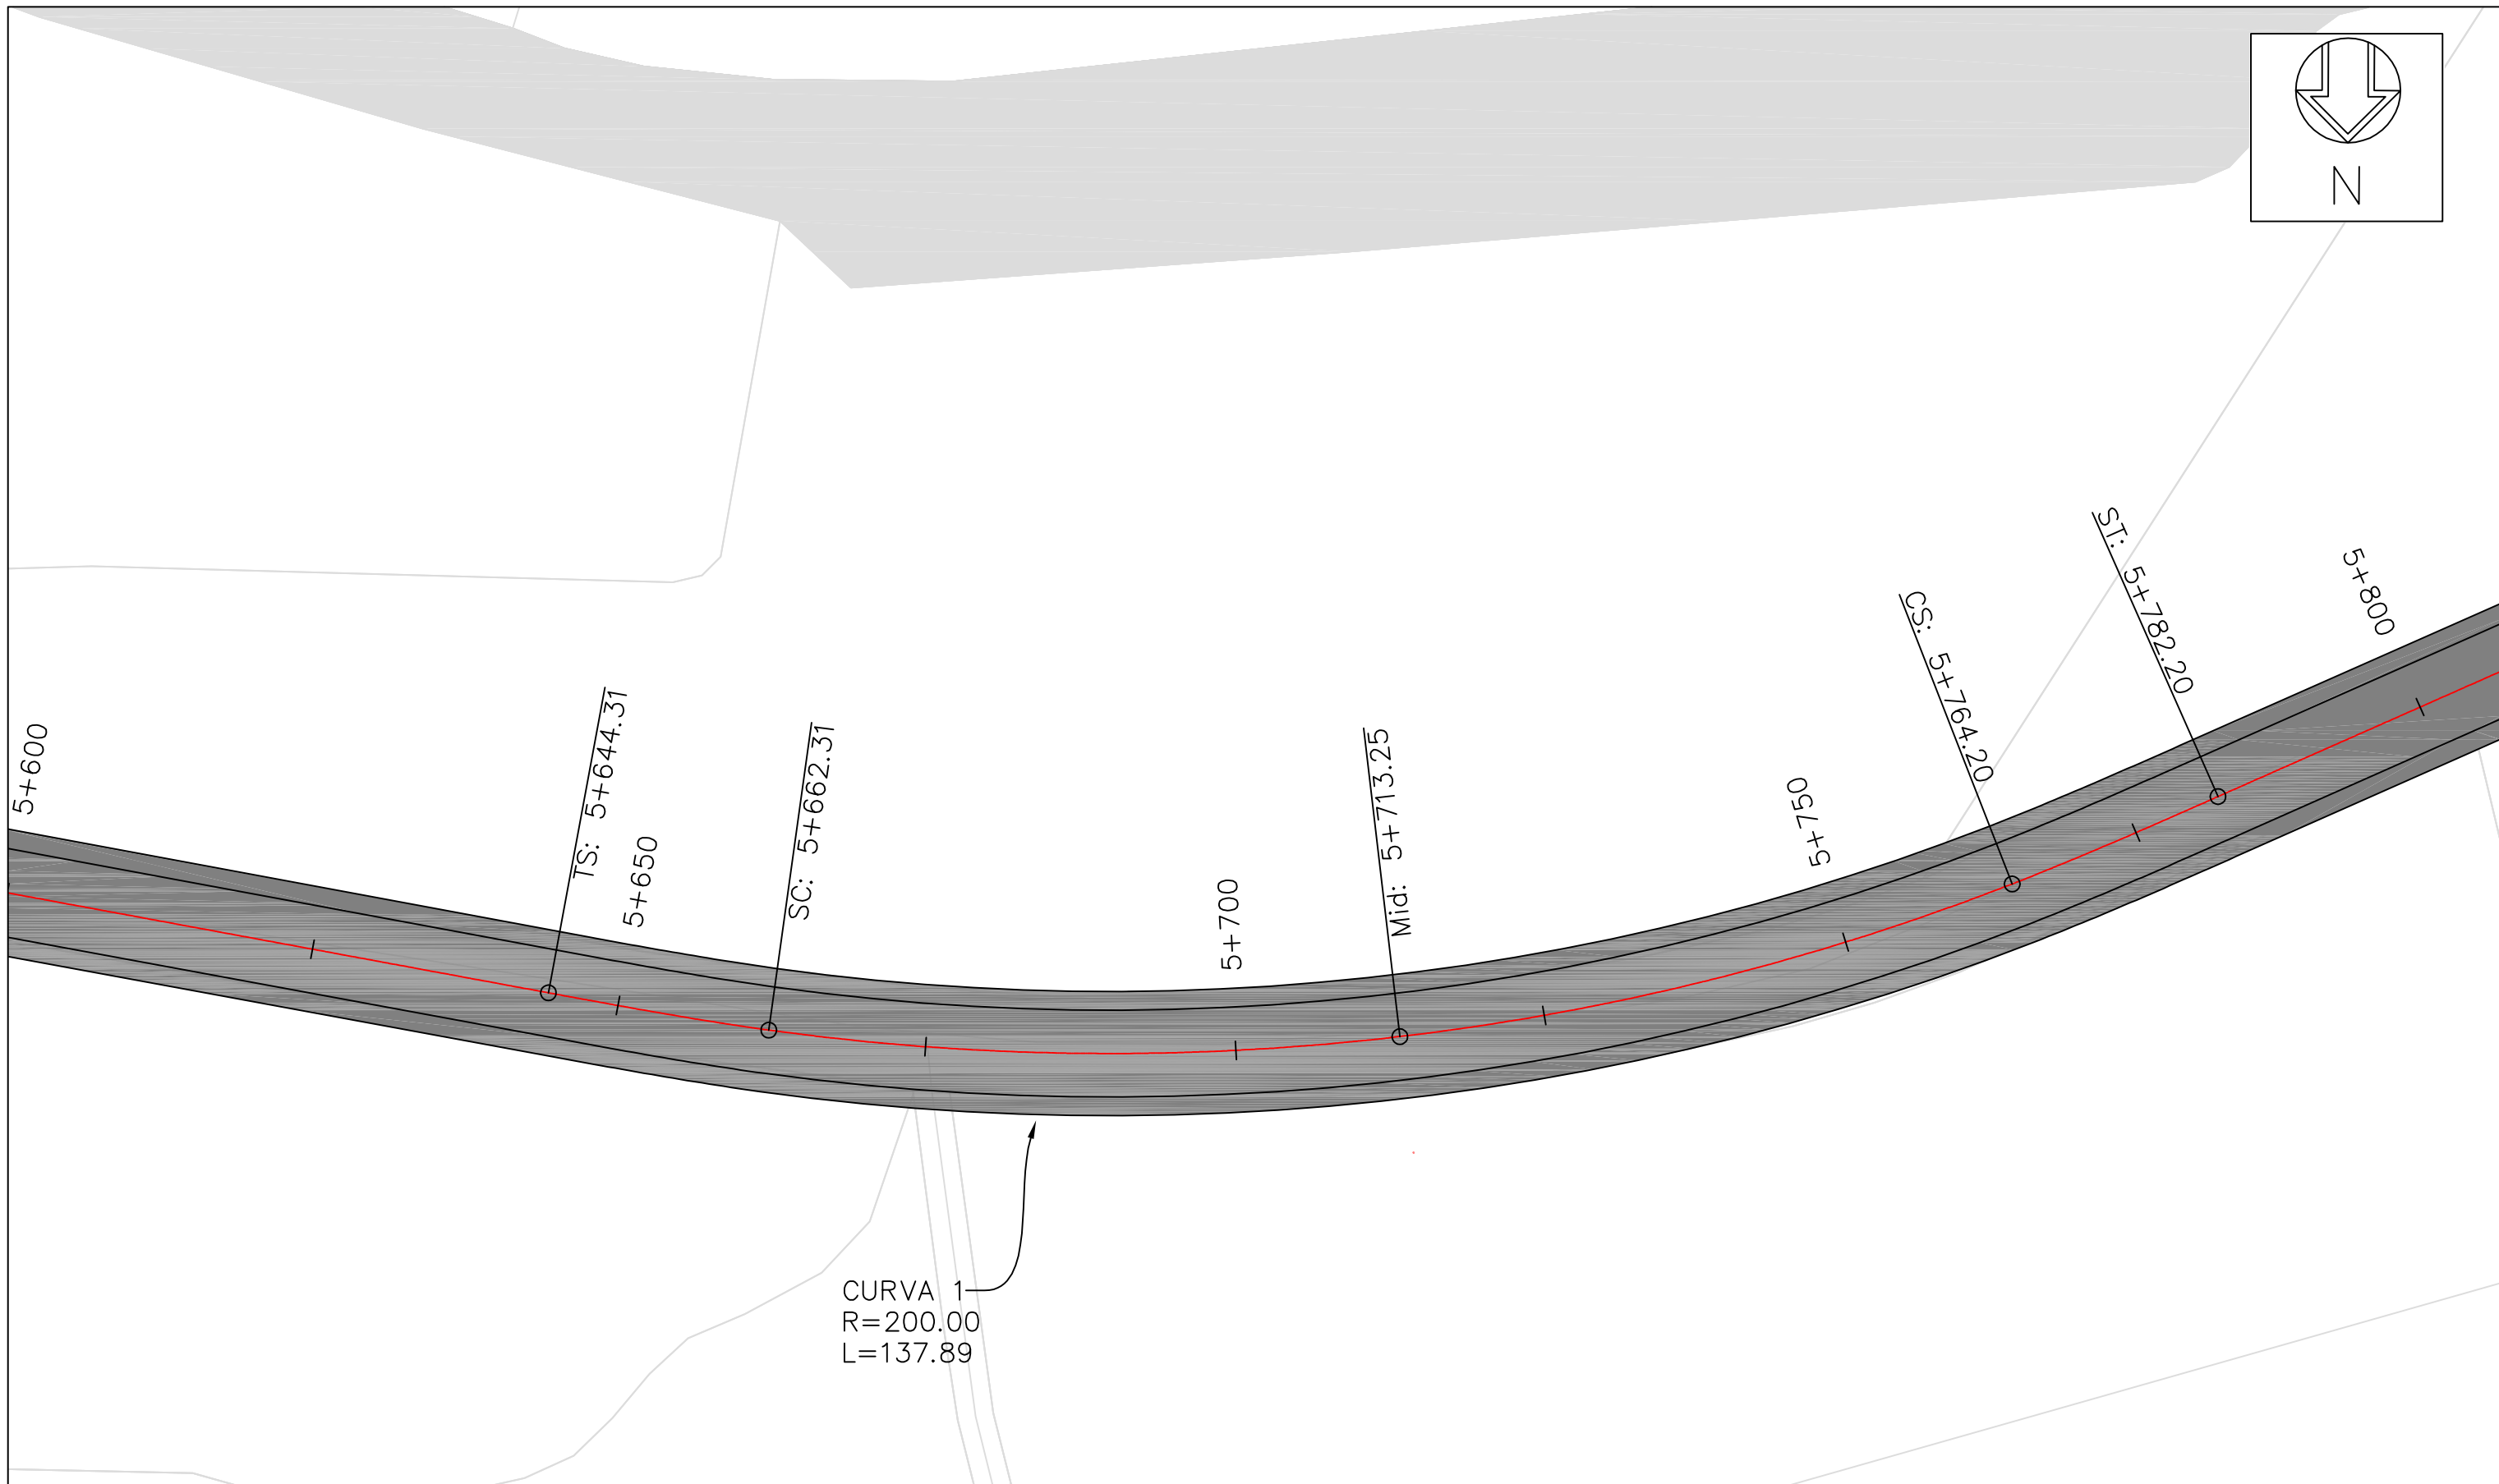 N
5+600
TS: 5+644.31
5+650
SC: 5+662.31
5+700
Mid: 5+713.25
5+750
CS: 5+764.20
ST: 5+782.20
5+800
CURVA 1
R=200.00
L=137.89